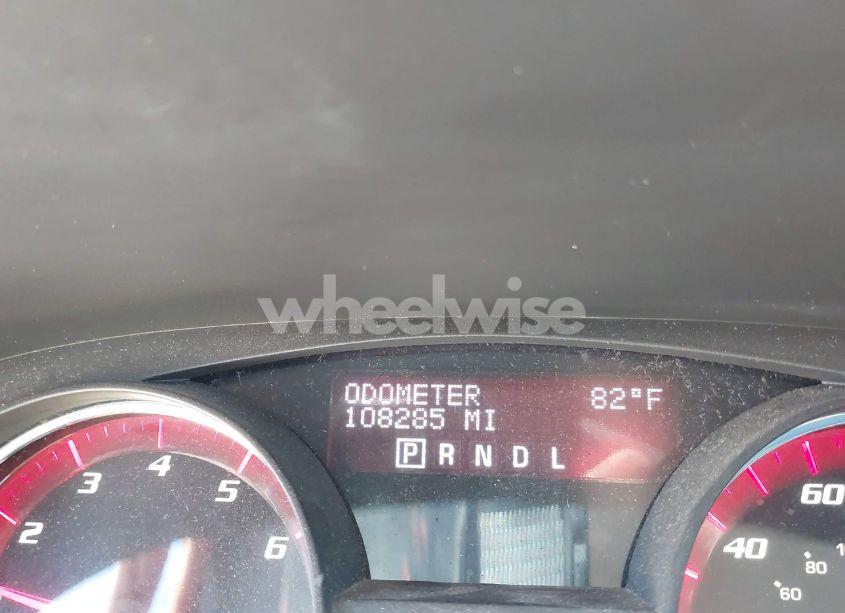 wheelwise
ODOMETER 82°F
108285 MI
P R N D L
2 3 4 5 6
40 60
60 80